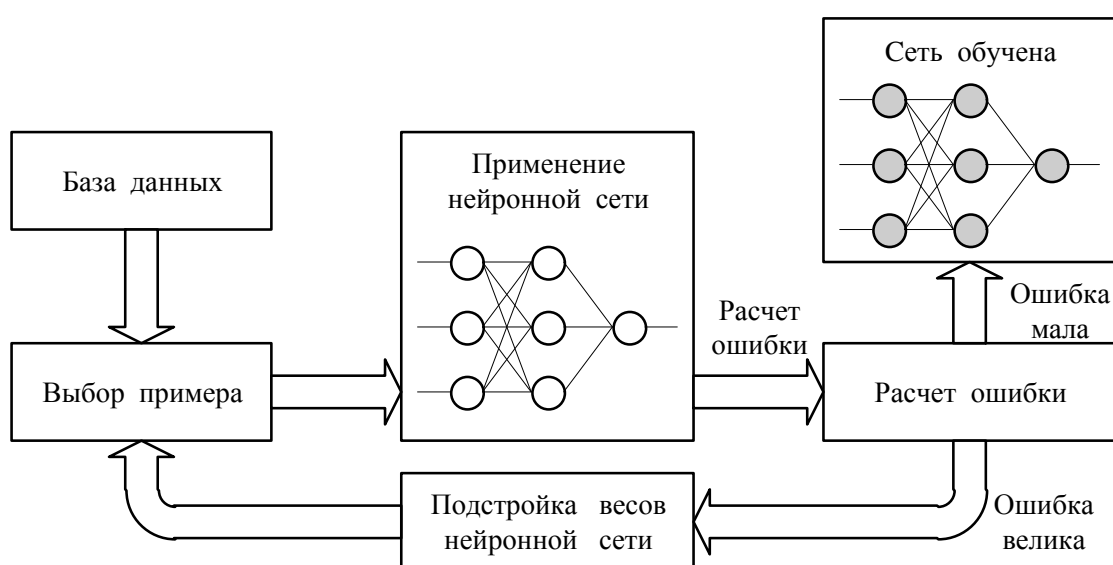 Сеть обучена
База данных
Применение
нейронной сети
Расчет
ошибки
Ошибка
мала
Выбор примера
Расчет ошибки
Подстройка весов
нейронной сети
Ошибка
велика